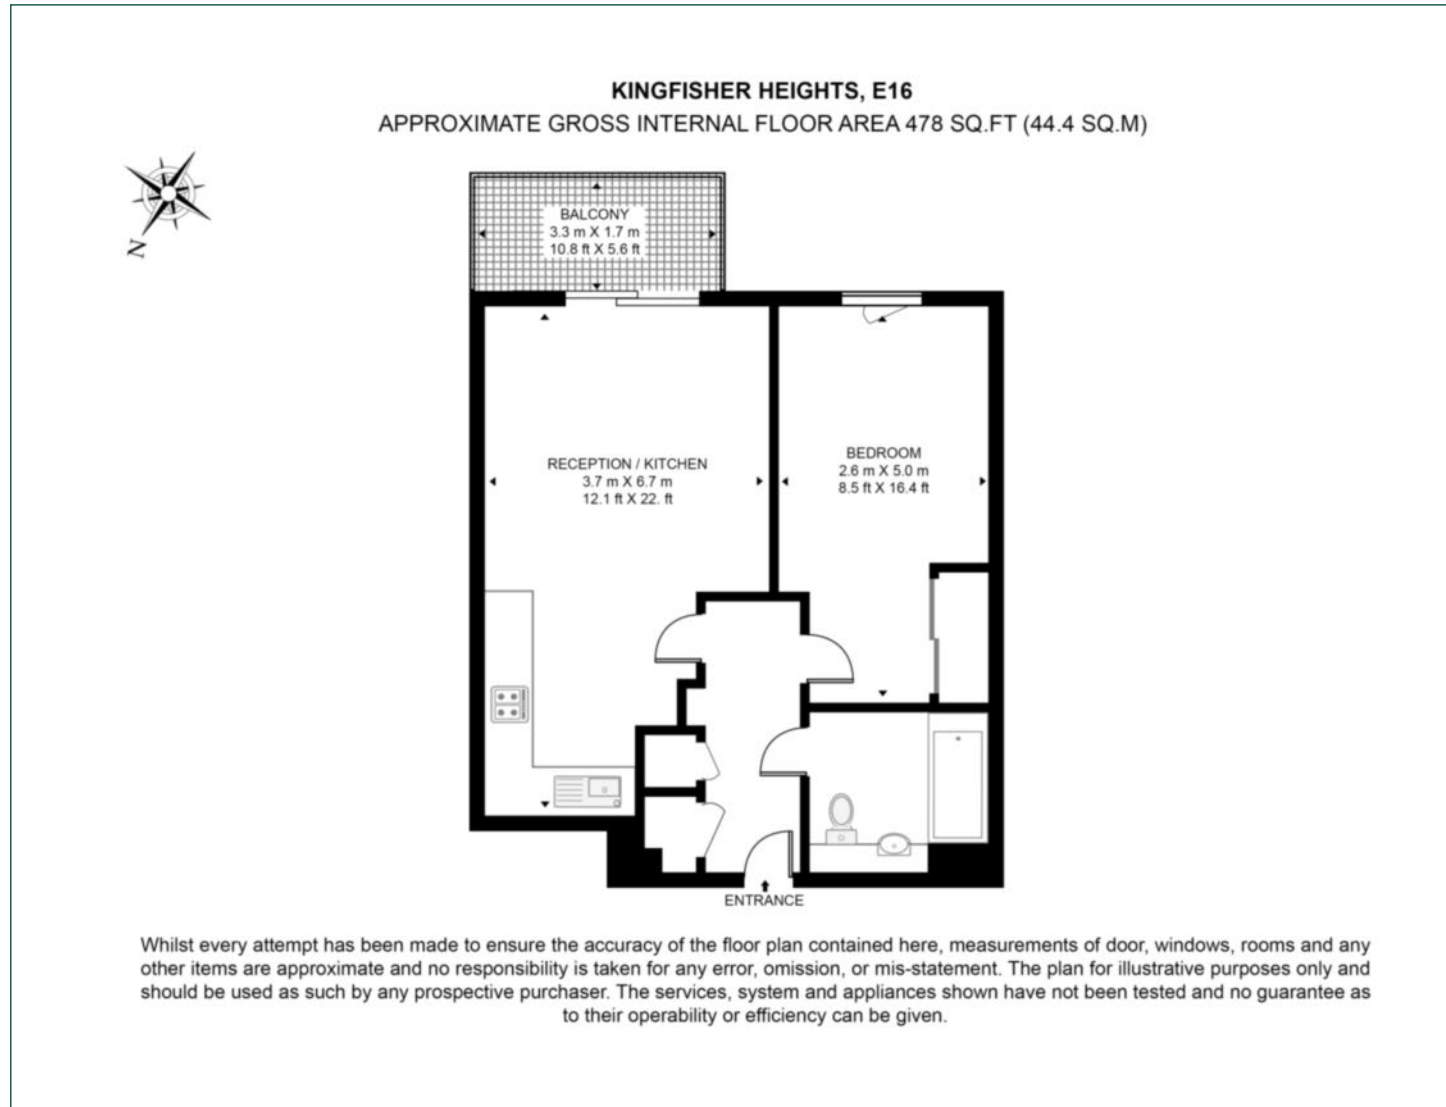 KINGFISHER HEIGHTS, E16
APPROXIMATE GROSS INTERNAL FLOOR AREA 478 SQ.FT (44.4 SQ.M)
N
BALCONY
3.3 m X 1.7 m
10.8 ft X 5.6 ft
RECEPTION / KITCHEN
3.7 m X 6.7 m
12.1 ft X 22. ft
BEDROOM
2.6 m X 5.0 m
8.5 ft X 16.4 ft
ENTRANCE
Whilst every attempt has been made to ensure the accuracy of the floor plan contained here, measurements of door, windows, rooms and any
other items are approximate and no responsibility is taken for any error, omission, or mis-statement. The plan for illustrative purposes only and
should be used as such by any prospective purchaser. The services, system and appliances shown have not been tested and no guarantee as
to their operability or efficiency can be given.